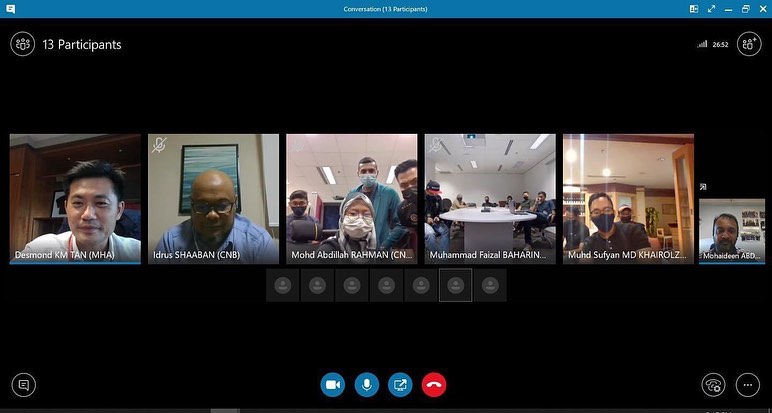 Conversation (13 Participants)
13 Participants
26:52
Desmond KM TAN (MHA)
Idrus SHAABAN (CNB)
Mohd Abdillah RAHMAN (CN...
Muhammad Faizal BAHARIN...
Muhd Sufyan MD KHAIROLZ...
Mohaideen ABD...